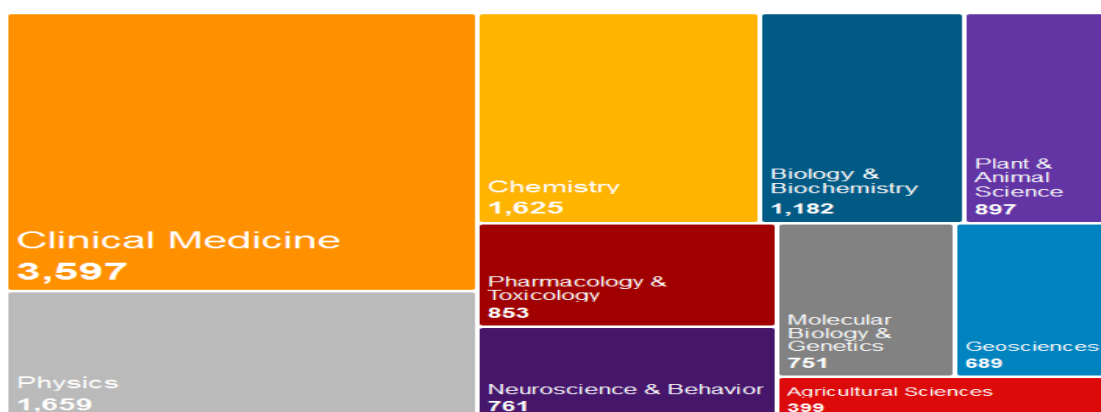 Clinical Medicine
3,597
Physics
1,659
Chemistry
1,625
Biology &
Biochemistry
1,182
Plant &
Animal
Science
897
Pharmacology &
Toxicology
853
Neuroscience & Behavior
761
Molecular
Biology &
Genetics
751
Geosciences
689
Agricultural Sciences
399